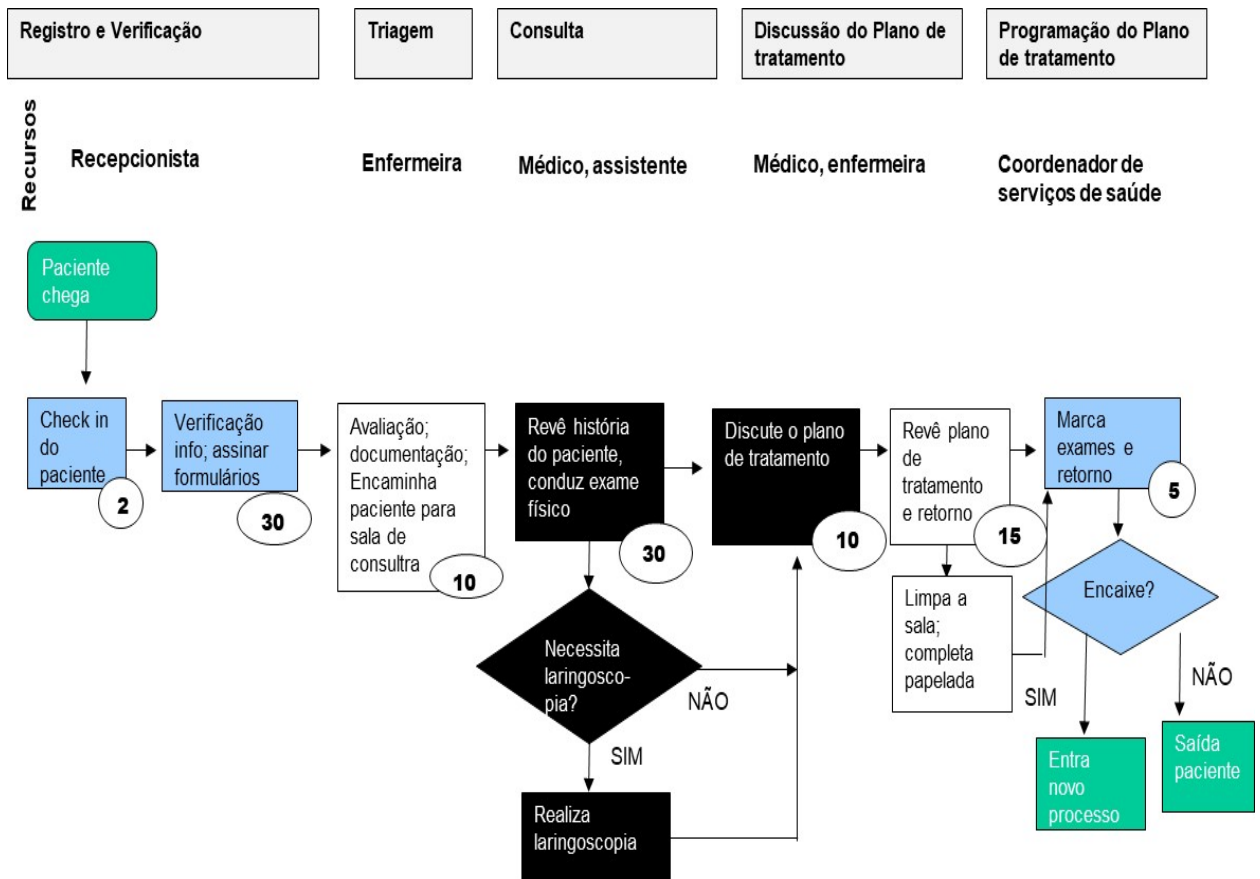 Registro e Verificação
Triagem
Consulta
Discussão do Plano de
tratamento
Programação do Plano
de tratamento
Recursos
Recepcionista
Enfermeira
Médico, assistente
Médico, enfermeira
Coordenador de
serviços de saúde
Paciente
chega
Check in
do
paciente
2
Verificação
info; assinar
formulários
30
Avaliação;
documentação;
Encaminha
paciente para
sala de
consultra
10
Revê história
do paciente,
conduz exame
físico
30
Discute o plano
de tratamento
10
Revê plano
de
tratamento
e retorno
15
Marca
exames e
retorno
5
Necessita
laringosco-
pia?
NÃO
SIM
Realiza
laringoscopia
Limpa a
sala;
completa
papelada
Encaixe?
SIM
NÃO
Entra
novo
processo
Saída
paciente